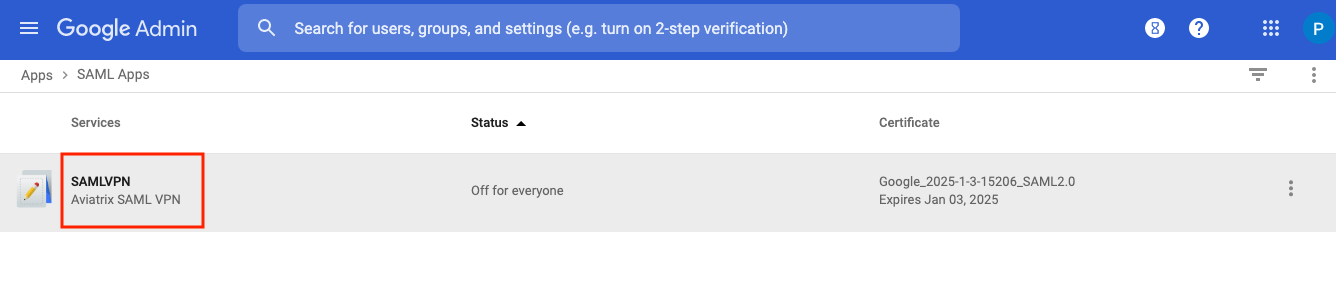 Google Admin
Search for users, groups, and settings (e.g. turn on 2-step verification)
?
P
Apps > SAML Apps
Services
Status
Certificate
SAMLVPN
Aviatrix SAML VPN
Off for everyone
Google_2025-1-3-15206_SAML2.0
Expires Jan 03, 2025